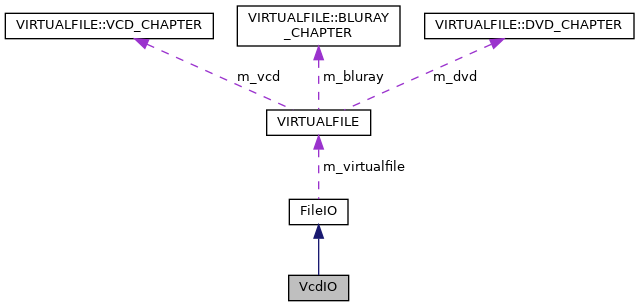 VIRTUALFILE::VCD_CHAPTER
VIRTUALFILE::BLURAY
_CHAPTER
VIRTUALFILE::DVD_CHAPTER
m_vcd
m_bluray
m_dvd
VIRTUALFILE
m_virtualfile
FileIO
VcdIO